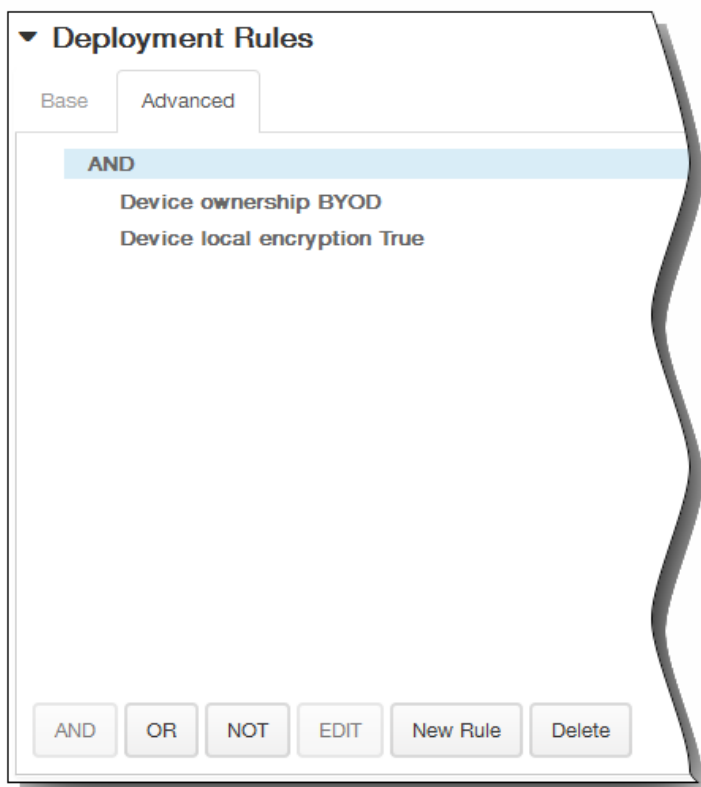 Deployment Rules
Base Advanced
AND
Device ownership BYOD
Device local encryption True
AND OR NOT EDIT New Rule Delete